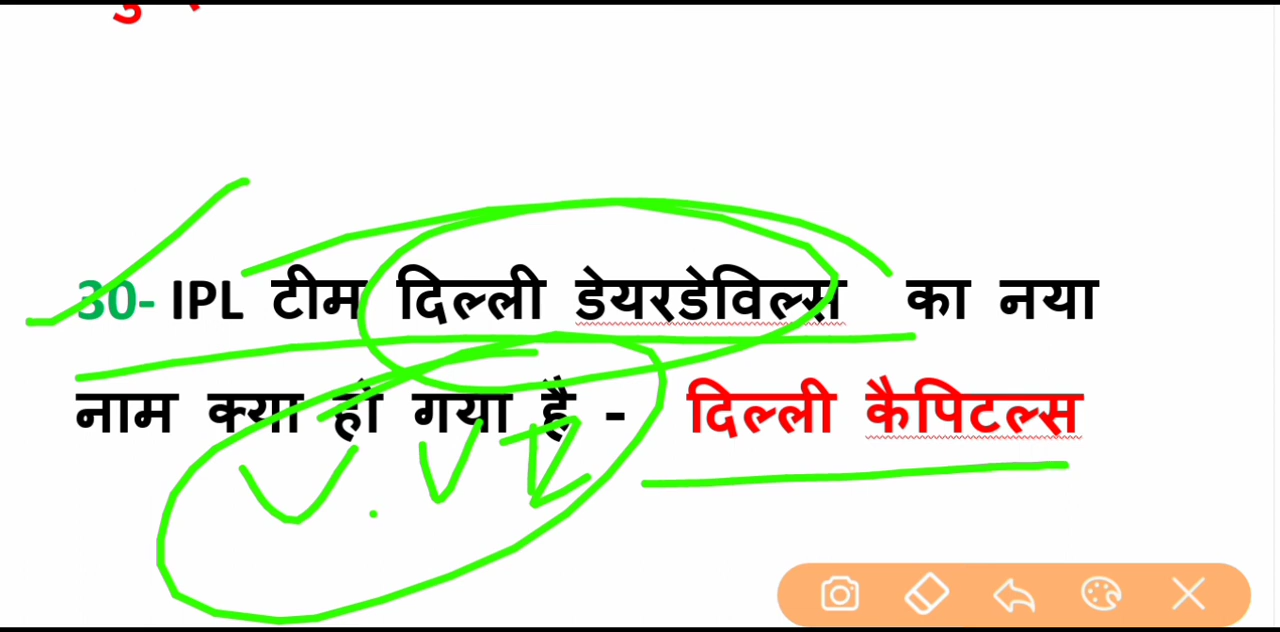 30- IPL टीम दिल्ली डेयरडेविल्स का नया
नाम क्या हो गया है - दिल्ली कैपिटल्स